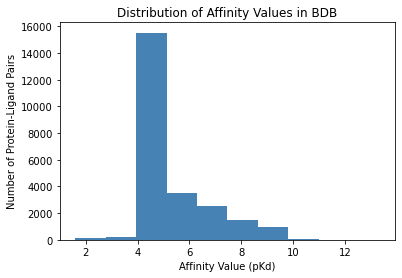 Distribution of Affinity Values in BDB
16000
14000
12000
10000
8000
6000
4000
2000
0
Number of Protein-Ligand Pairs
2 4 6 8 10 12
Affinity Value (pKd)